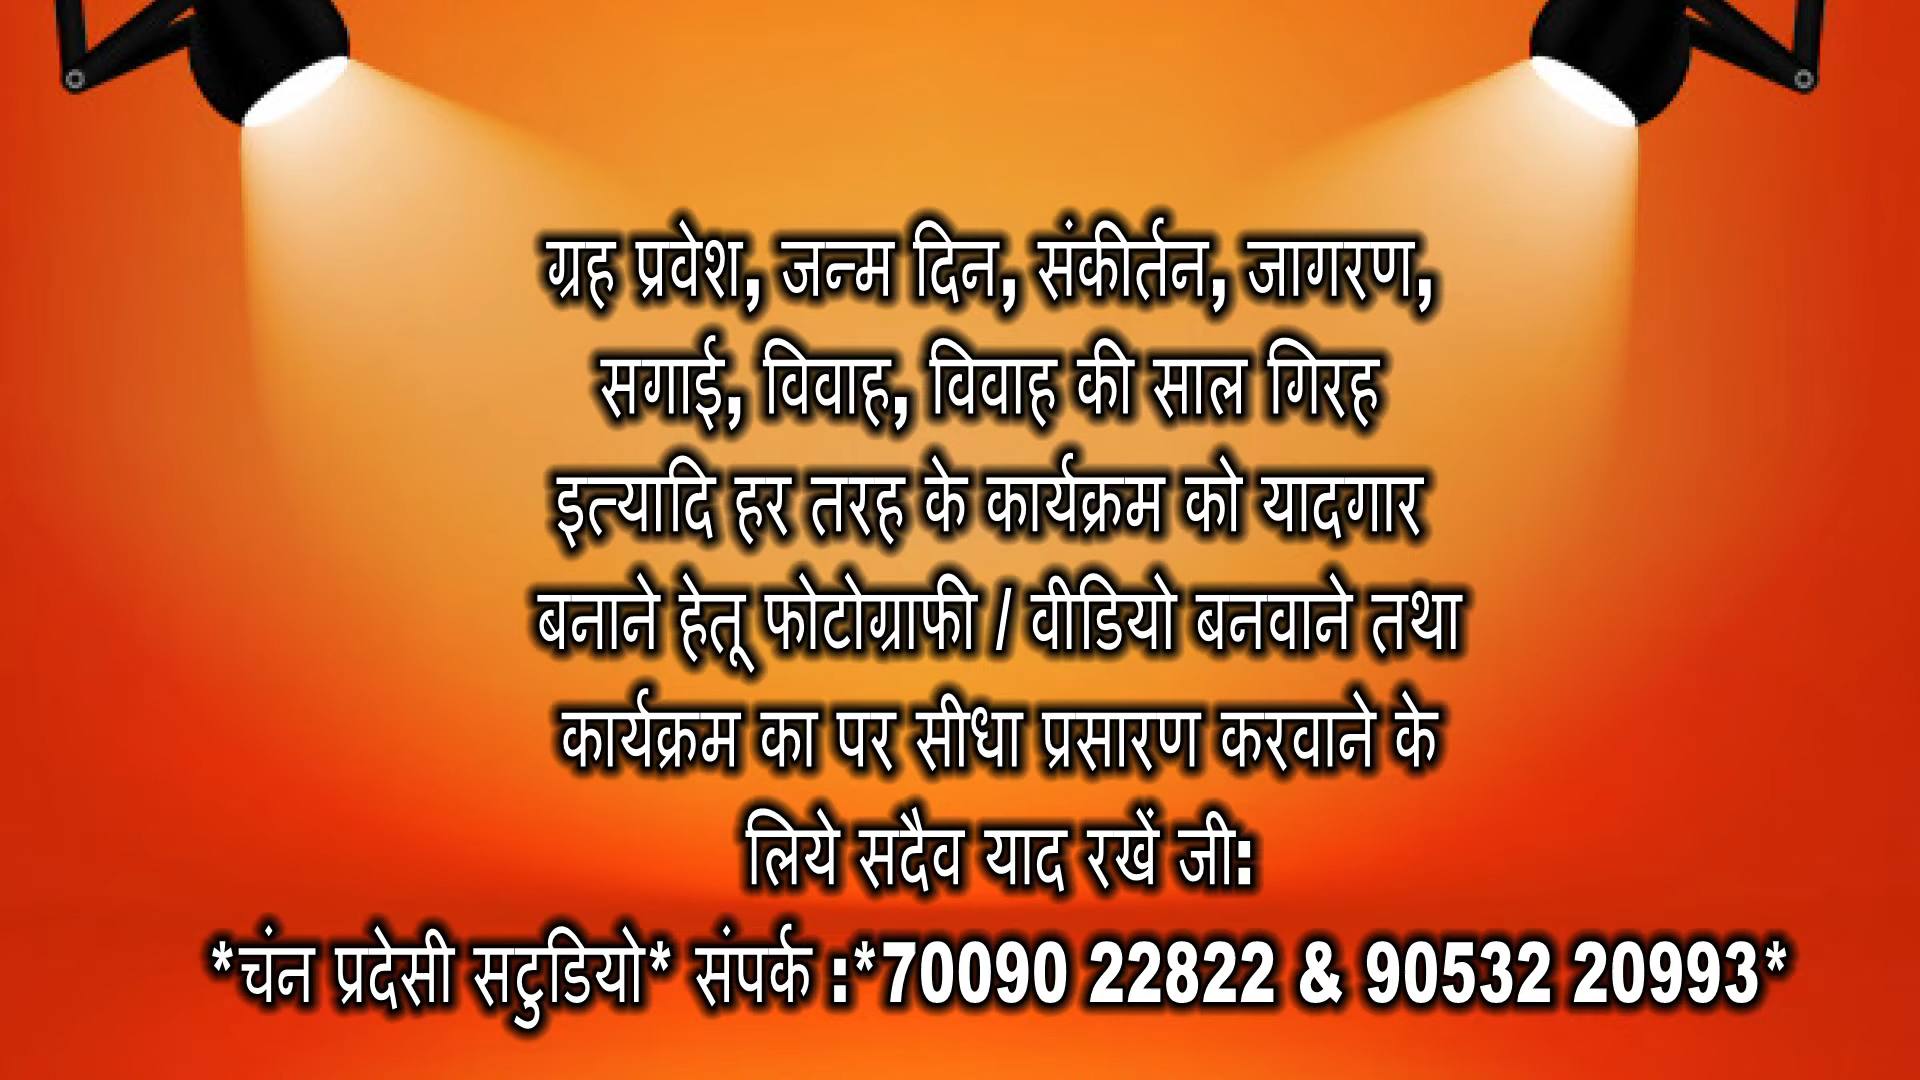 ग्रह प्रवेश, जन्म दिन, संकीर्तन, जागरण,
सगाई, विवाह, विवाह की साल गिरह
इत्यादि हर तरह के कार्यक्रम को यादगार
बनाने हेतू फोटोग्राफी / वीडियो बनवाने तथा
कार्यक्रम का पर सीधा प्रसारण करवाने के
लिये सदैव याद रखें जी:
*चंन प्रदेसी सटुडियो* संपर्क :*70090 22822 & 90532 20993*